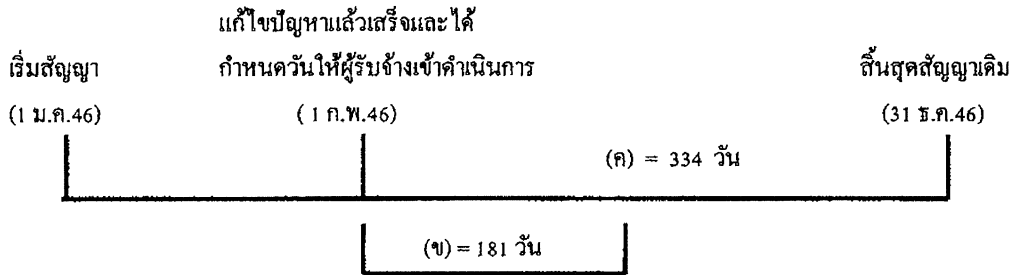 แก้ไขปัญหาแล้วเสร็จและได้
เริ่มสัญญา กำหนดวันให้ผู้รับจ้างเข้าดำเนินการ สิ้นสุดสัญญาเดิม
(1 ม.ค.46) ( 1 ก.พ.46) (31 ธ.ค.46)
(ค) = 334 วัน
(ข) = 181 วัน